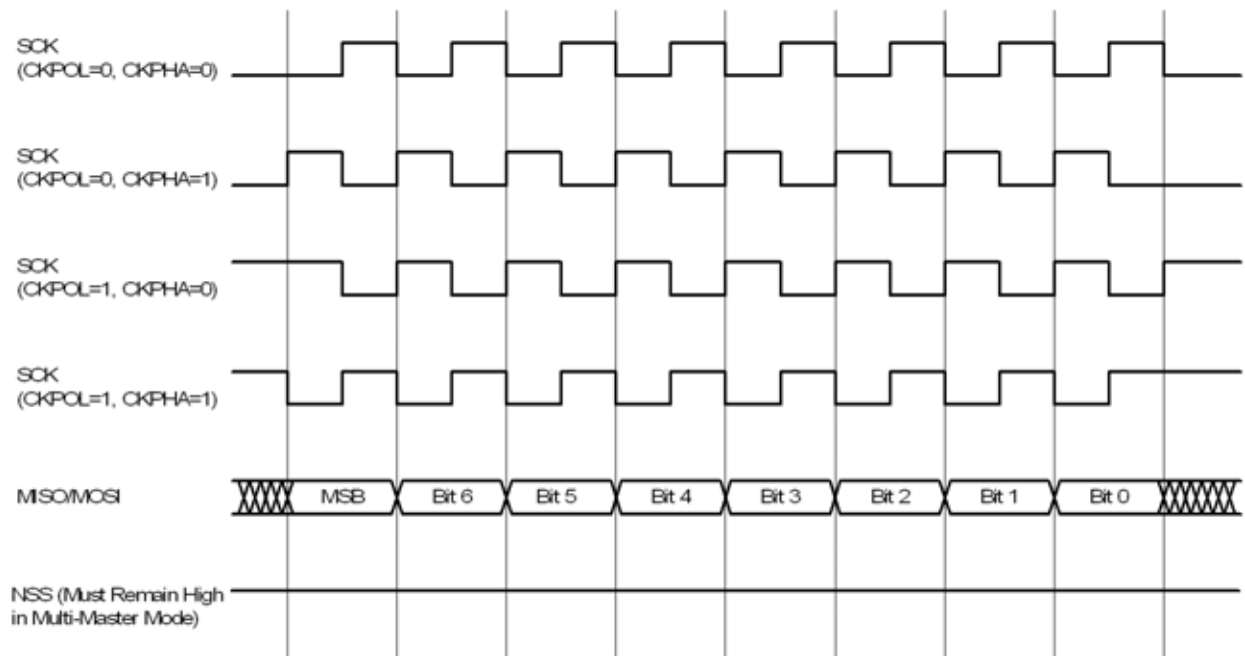 SCK
(CKPOL=0, CKPHA=0)
SCK
(CKPOL=0, CKPHA=1)
SCK
(CKPOL=1, CKPHA=0)
SCK
(CKPOL=1, CKPHA=1)
MISO/MOSI
MSB Bit 6 Bit 5 Bit 4 Bit 3 Bit 2 Bit 1 Bit 0
NSS (Must Remain High
in Multi-Master Mode)